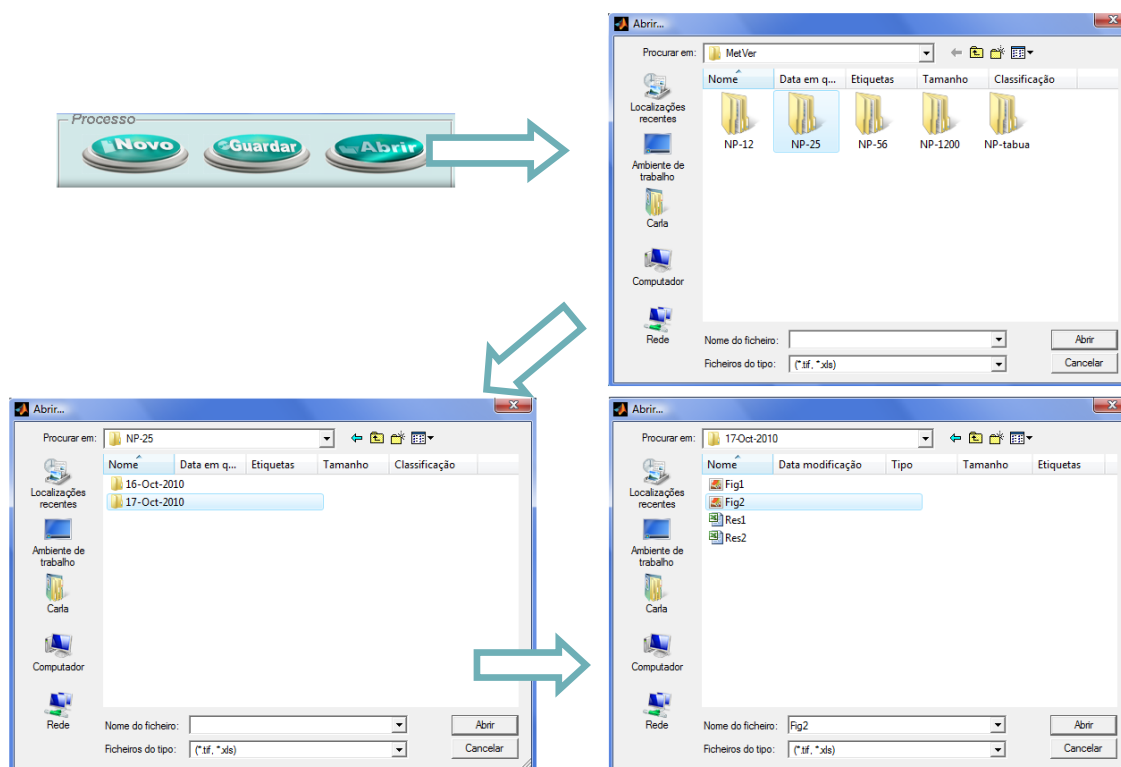 Processo
Novo
Guardar
Abrir
Abrir...
Procurar em: MetVer
Nome Data em q... Etiquetas Tamanho Classificação
Localizações recentes
Ambiente de trabalho
Carla
Computador
Rede
NP-12 NP-25 NP-56 NP-1200 NP-tabua
Nome do ficheiro: Abrir
Ficheiros do tipo: (*.tif, *.xls) Cancelar
Abrir...
Procurar em: NP-25
Nome Data em q... Etiquetas Tamanho Classificação
16-Oct-2010
17-Oct-2010
Localizações recentes
Ambiente de trabalho
Carla
Computador
Rede
Nome do ficheiro: Abrir
Ficheiros do tipo: (*.tif, *.xls) Cancelar
Abrir...
Procurar em: 17-Oct-2010
Nome Data modificação Tipo Tamanho Etiquetas
Fig1
Fig2
Res1
Res2
Localizações recentes
Ambiente de trabalho
Carla
Computador
Rede
Nome do ficheiro: Fig2 Abrir
Ficheiros do tipo: (*.tif, *.xls) Cancelar